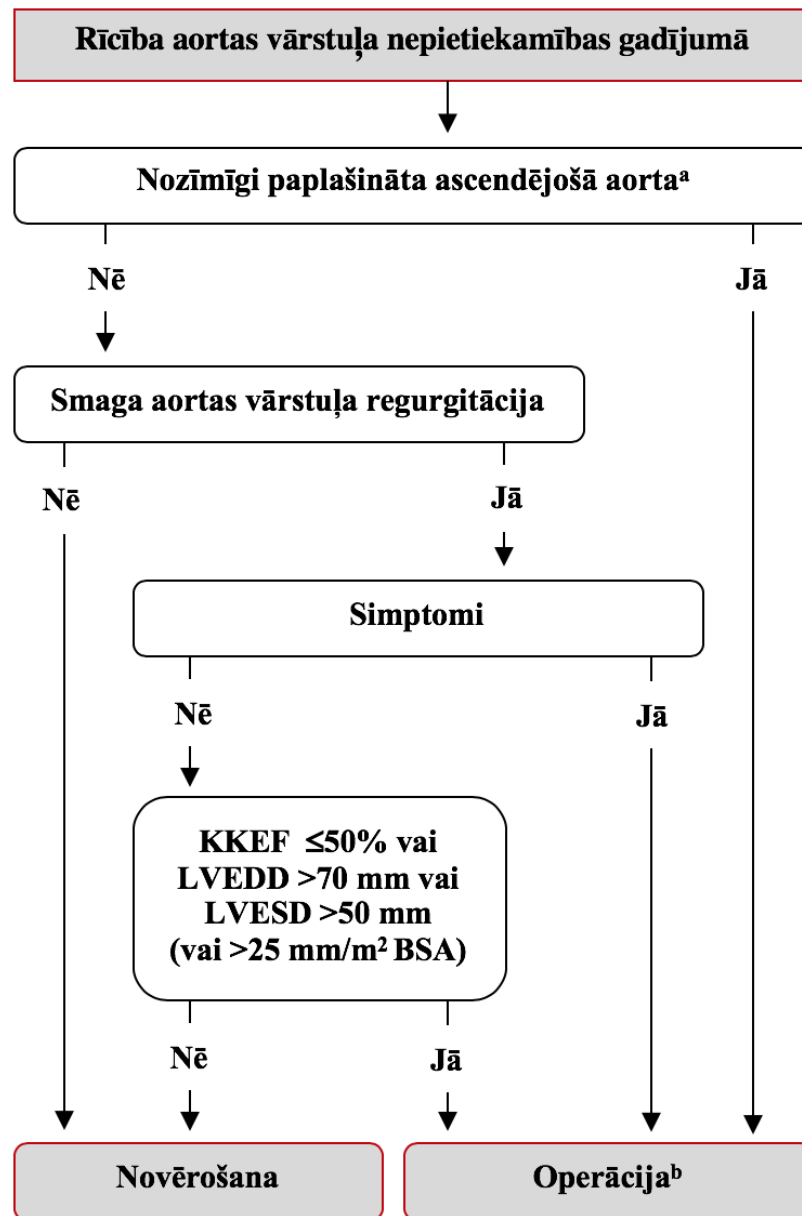 Rīcība aortas vārstuļa nepietiekamības gadījumā
Nozīmīgi paplašināta ascendējošā aortaᵃ
Nē
Jā
Smaga aortas vārstuļa regurgitācija
Nē
Jā
Simptomi
Nē
Jā
KKEF ≤50% vai
LVEDD >70 mm vai
LVESD >50 mm
(vai >25 mm/m² BSA)
Nē
Jā
Novērošana
Operācijaᵇ